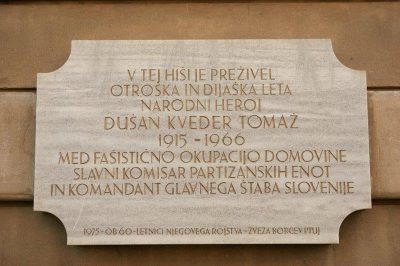 V TEJ HIŠI JE PREŽIVEL
OTROŠKA IN DIJAŠKA LETA
NARODNI HEROJ
DUŠAN KVEDER TOMAŽ
1915 - 1966
MED FAŠISTIČNO OKUPACIJO DOMOVINE
SLAVNI KOMISAR PARTIZANSKIH ENOT
IN KOMANDANT GLAVNEGA ŠTABA SLOVENIJE
1975 - OB 60 - LETNICI NJEGOVEGA ROJSTVA - ZVEZA BORCEV PTUJ